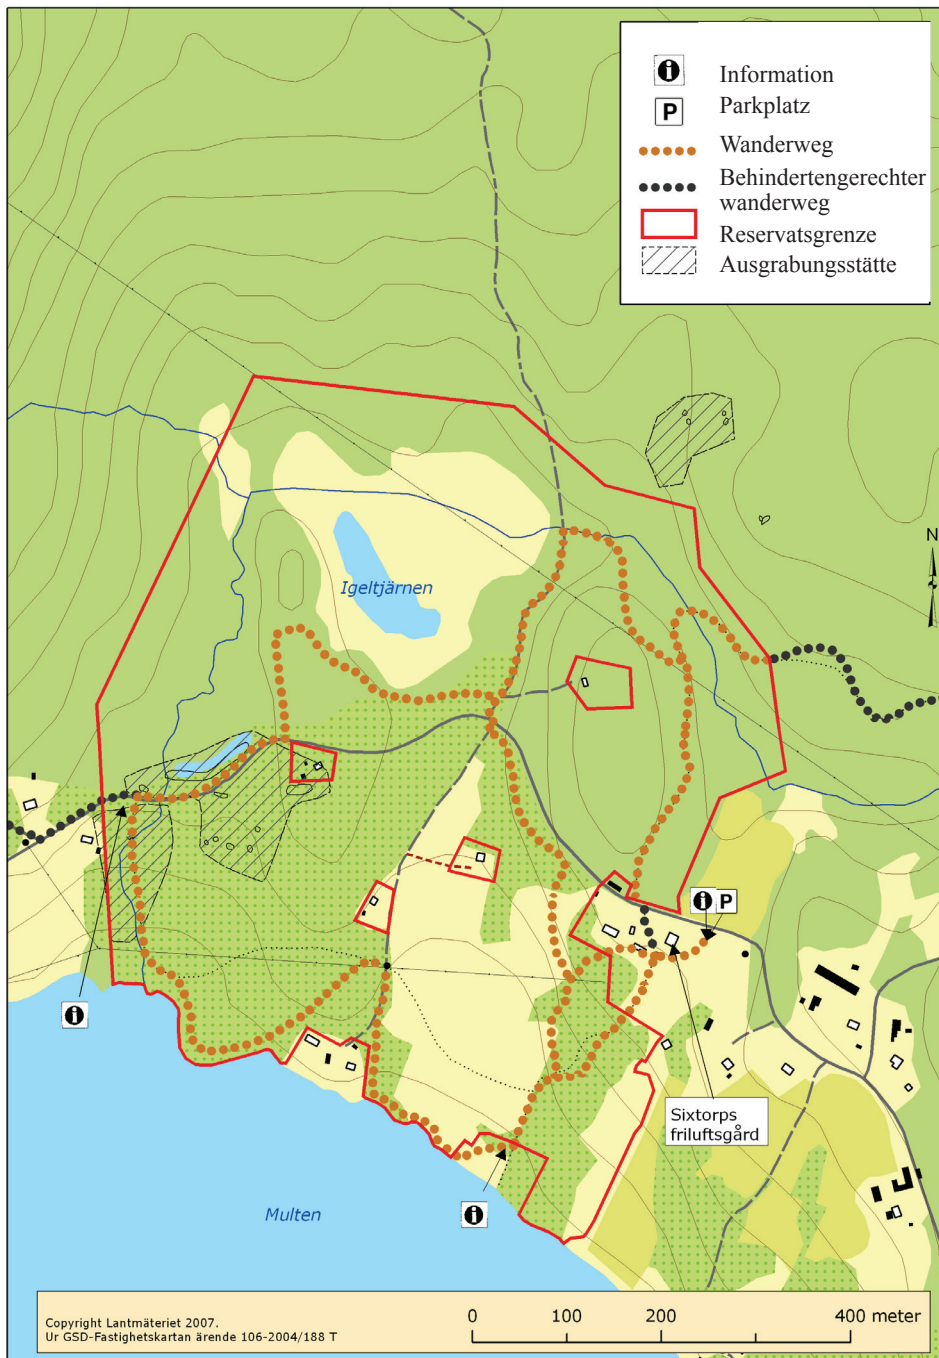 Information
P
Parkplatz
Wanderweg
Behindertengerechter
wanderweg
Reservatsgrenze
Ausgrabungsstätte
N
Igeltjärnen
P
Sixtorps
friluftsgård
Multen
Copyright Lantmäteriet 2007.
Ur GSD-Fastighetskartan ärende 106-2004/188 T
0 100 200 400 meter